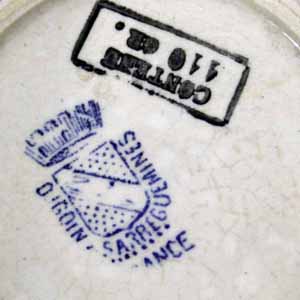 CONTENU
110 GR.
DIGOIN & SARREGUEMINES
FRANCE